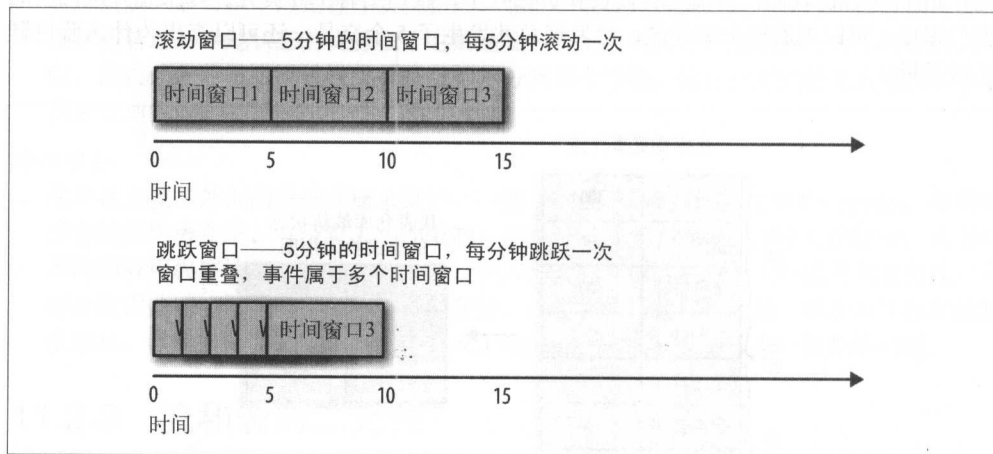 滚动窗口——5分钟的时间窗口，每5分钟滚动一次
时间窗口1 时间窗口2 时间窗口3
0 5 10 15
时间
跳跃窗口——5分钟的时间窗口，每分钟跳跃一次
窗口重叠，事件属于多个时间窗口
时间窗口3
0 5 10 15
时间